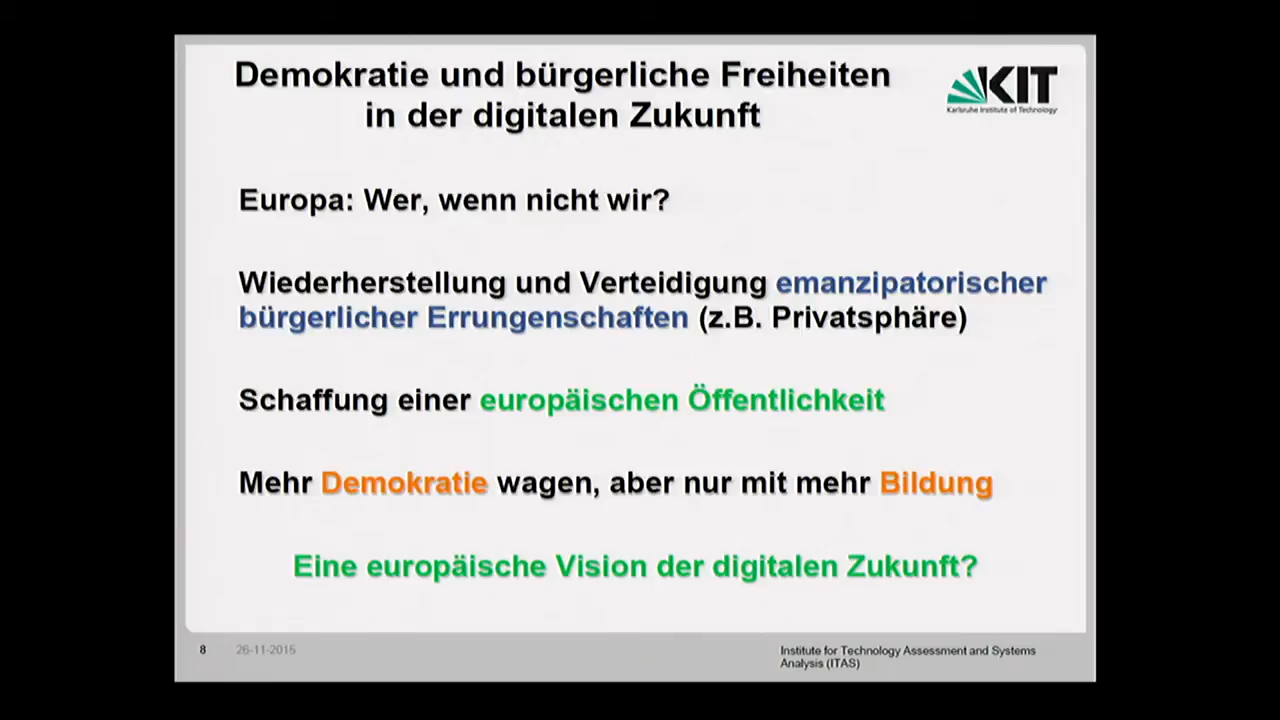 Demokratie und bürgerliche Freiheiten
in der digitalen Zukunft
KIT
Karlsruhe Institute of Technology
Europa: Wer, wenn nicht wir?
Wiederherstellung und Verteidigung emanzipatorischer
bürgerlicher Errungenschaften (z.B. Privatsphäre)
Schaffung einer europäischen Öffentlichkeit
Mehr Demokratie wagen, aber nur mit mehr Bildung
Eine europäische Vision der digitalen Zukunft?
8 26-11-2015
Institute for Technology Assessment and Systems
Analysis (ITAS)